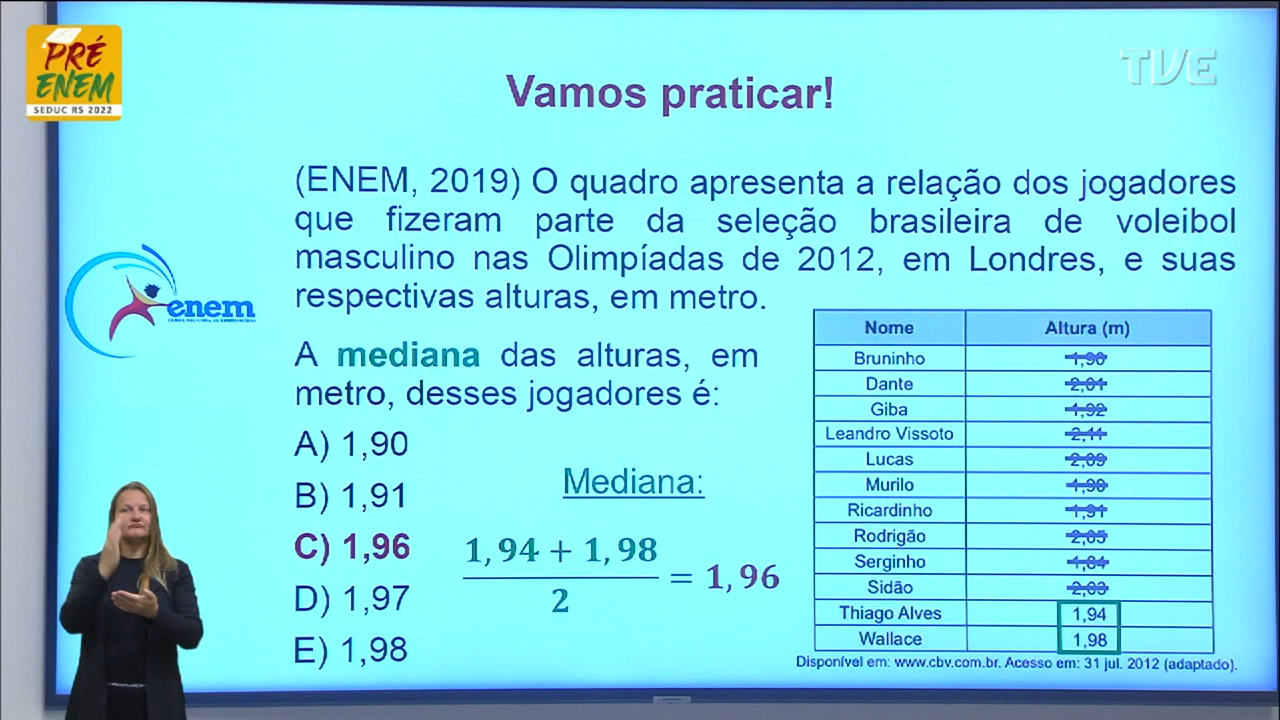 PRÉ
ENEM
SEDUC RS 2022
TVE
Vamos praticar!
(ENEM, 2019) O quadro apresenta a relação dos jogadores
que fizeram parte da seleção brasileira de voleibol
masculino nas Olimpíadas de 2012, em Londres, e suas
respectivas alturas, em metro.
enem
A mediana das alturas, em
metro, desses jogadores é:
A) 1,90
B) 1,91
C) 1,96
D) 1,97
E) 1,98
Mediana:
1,94 + 1,98
2
= 1,96
Nome Altura (m)
Bruninho 1,90
Dante 2,01
Giba 1,92
Leandro Vissoto 2,11
Lucas 2,09
Murilo 1,90
Ricardinho 1,91
Rodrigão 2,05
Serginho 1,84
Sidão 2,03
Thiago Alves 1,94
Wallace 1,98
Disponível em: www.cbv.com.br. Acesso em: 31 jul. 2012 (adaptado).